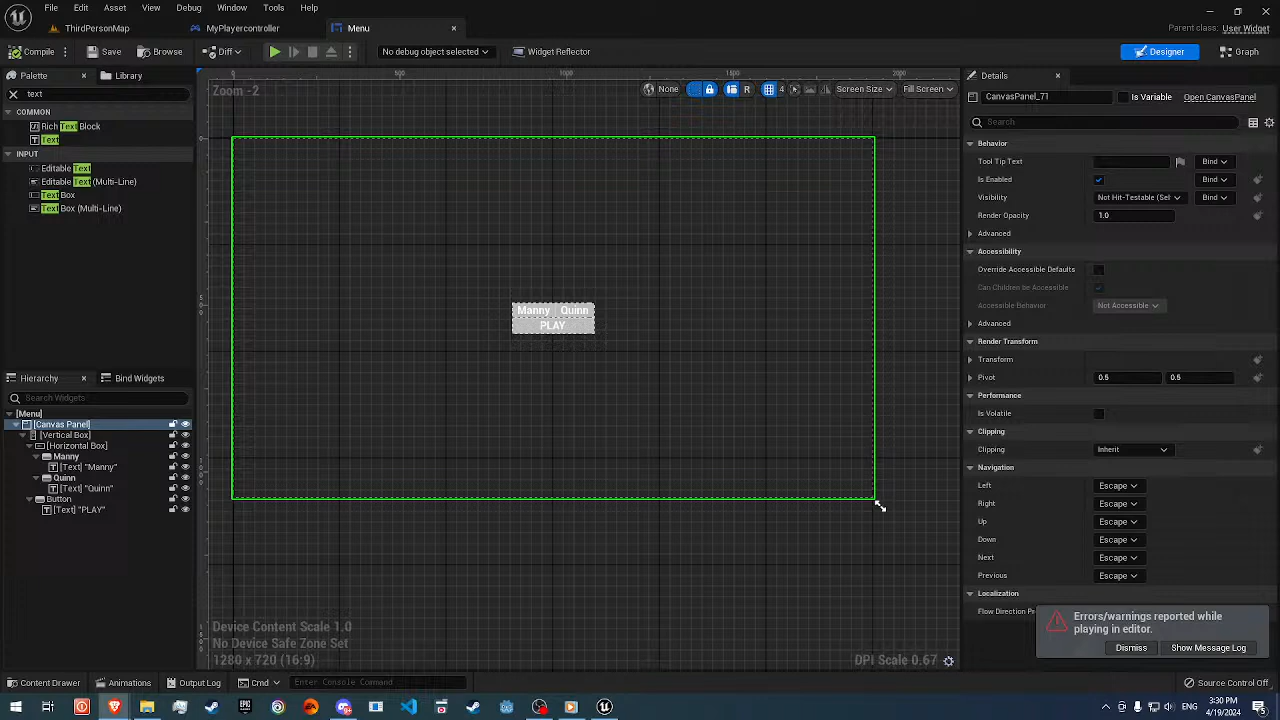 File Edit Asset View Debug Window Tools Help
ThirdPersonMap MyPlayercontroller Menu
Parent class: User Widget
Compile Save Browse Diff No debug object selected Widget Reflector Designer Graph
Palette Library
COMMON
Rich Text Block
Text
INPUT
Editable Text
Editable Text (Multi-Line)
Text Box
Text Box (Multi-Line)
Hierarchy Bind Widgets
Search Widgets
[Menu]
[Canvas Panel]
[Vertical Box]
[Horizontal Box]
Manny
[Text] "Manny"
Quinn
[Text] "Quinn"
Button
[Text] "PLAY"
0 500 1000 1500 2000
Zoom -2
None R 4 Screen Size Fill Screen
Manny Quinn
PLAY
Device Content Scale 1.0
No Device Safe Zone Set
1280 x 720 (16:9)
DPI Scale 0.67
Details
CanvasPanel_71 Is Variable Open CanvasPanel
Search
Behavior
Tool Tip Text Bind
Is Enabled Bind
Visibility Not Hit-Testable (Sel Bind
Render Opacity 1.0
Advanced
Accessibility
Override Accessible Defaults
Can Children be Accessible
Accessible Behavior Not Accessible
Advanced
Render Transform
Transform
Pivot 0.5 0.5
Performance
Is Volatile
Clipping
Clipping Inherit
Navigation
Left Escape
Right Escape
Up Escape
Down Escape
Next Escape
Previous Escape
Localization
Flow Direction Pr
Errors/warnings reported while
playing in editor.
Dismiss Show Message Log
Content Drawer Animations Output Log Cmd Enter Console Command Source Control Off
3:30 PM
4/19/2024